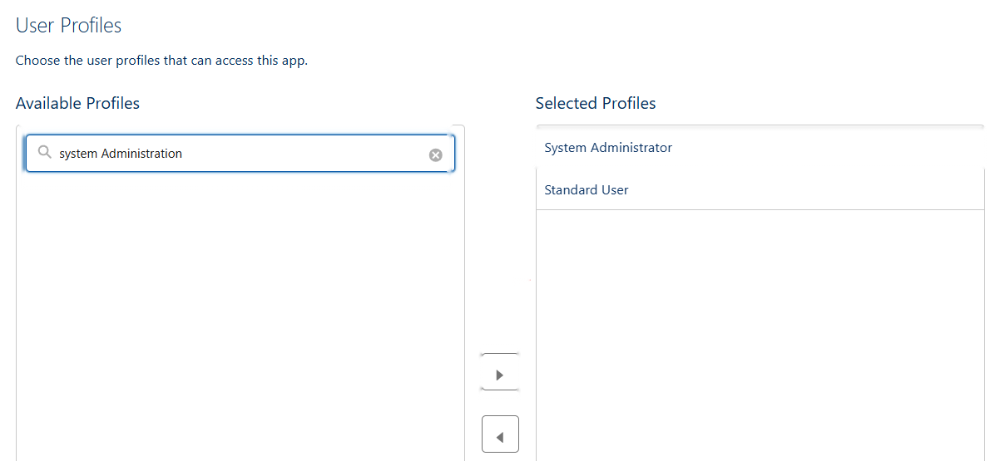 User Profiles
Choose the user profiles that can access this app.
Available Profiles
Selected Profiles
system Administration
System Administrator
Standard User